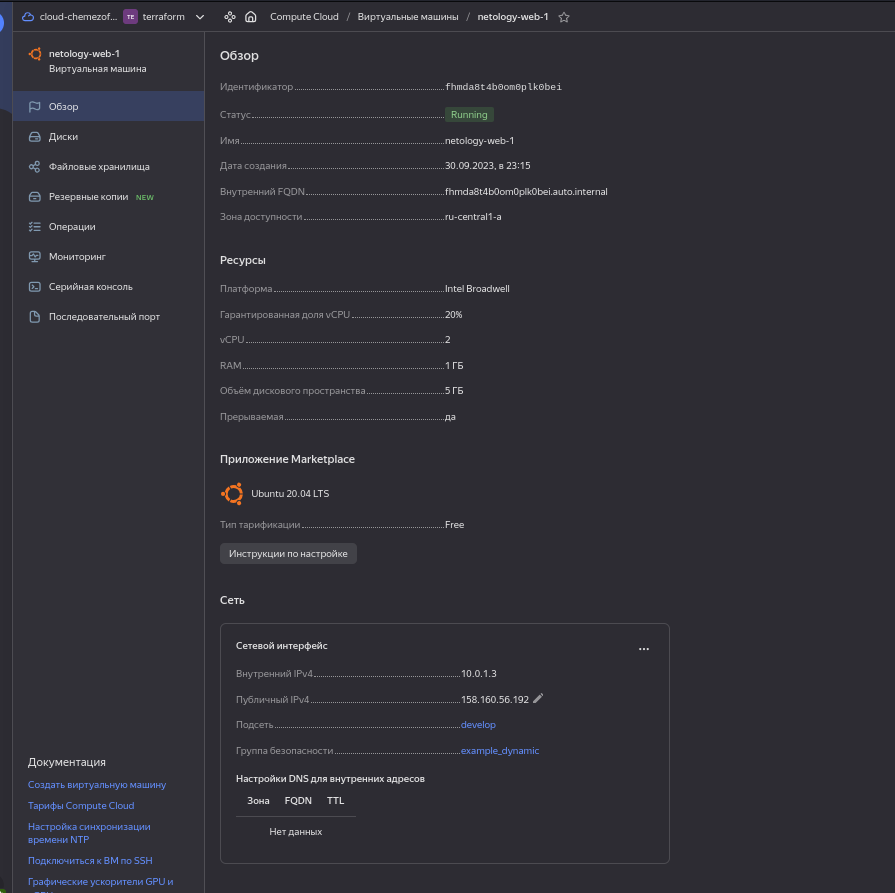 cloud-chemezof... TE terraform Compute Cloud / Виртуальные машины / netology-web-1
netology-web-1
Виртуальная машина
Обзор
Диски
Файловые хранилища
Резервные копии NEW
Операции
Мониторинг
Серийная консоль
Последовательный порт
Документация
Создать виртуальную машину
Тарифы Compute Cloud
Настройка синхронизации
времени NTP
Подключиться к ВМ по SSH
Графические ускорители GPU и
Обзор
Идентификатор fhmda8t4b0om0plk0bei
Статус Running
Имя netology-web-1
Дата создания 30.09.2023, в 23:15
Внутренний FQDN fhmda8t4b0om0plk0bei.auto.internal
Зона доступности ru-central1-a
Ресурсы
Платформа Intel Broadwell
Гарантированная доля vCPU 20%
vCPU 2
RAM 1 ГБ
Объём дискового пространства 5 ГБ
Прерываемая да
Приложение Marketplace
Ubuntu 20.04 LTS
Тип тарификации Free
Инструкции по настройке
Сеть
Сетевой интерфейс ...
Внутренний IPv4 10.0.1.3
Публичный IPv4 158.160.56.192
Подсеть develop
Группа безопасности example_dynamic
Настройки DNS для внутренних адресов
Зона FQDN TTL
Нет данных